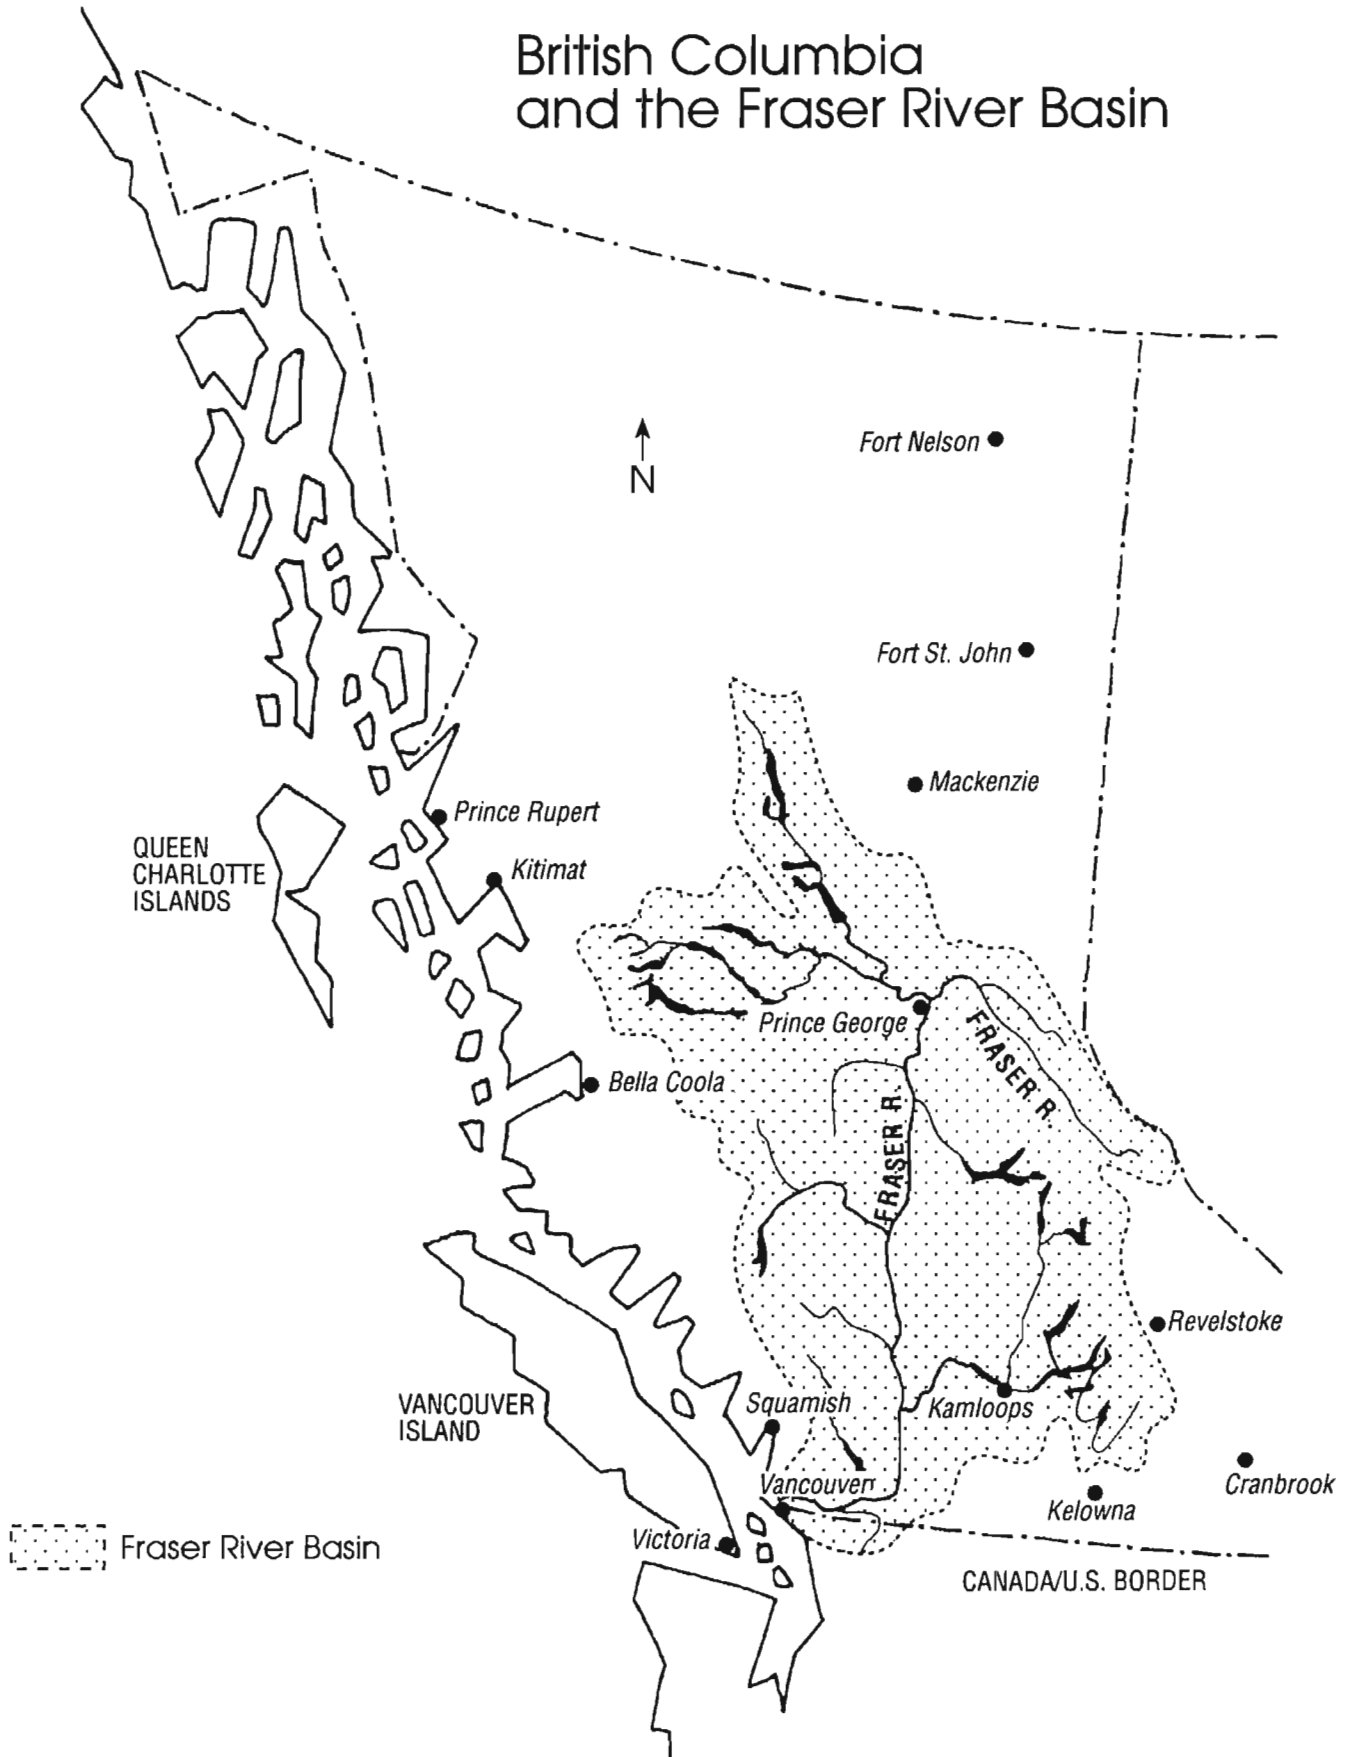 British Columbia
and the Fraser River Basin
Fort Nelson
N
Fort St. John
Mackenzie
Prince Rupert
QUEEN
CHARLOTTE
ISLANDS
Kitimat
Prince George
FRASER R.
Bella Coola
FRASER R.
Revelstoke
VANCOUVER
ISLAND
Squamish
Kamloops
Vancouver
Cranbrook
Kelowna
Victoria
Fraser River Basin
CANADA/U.S. BORDER